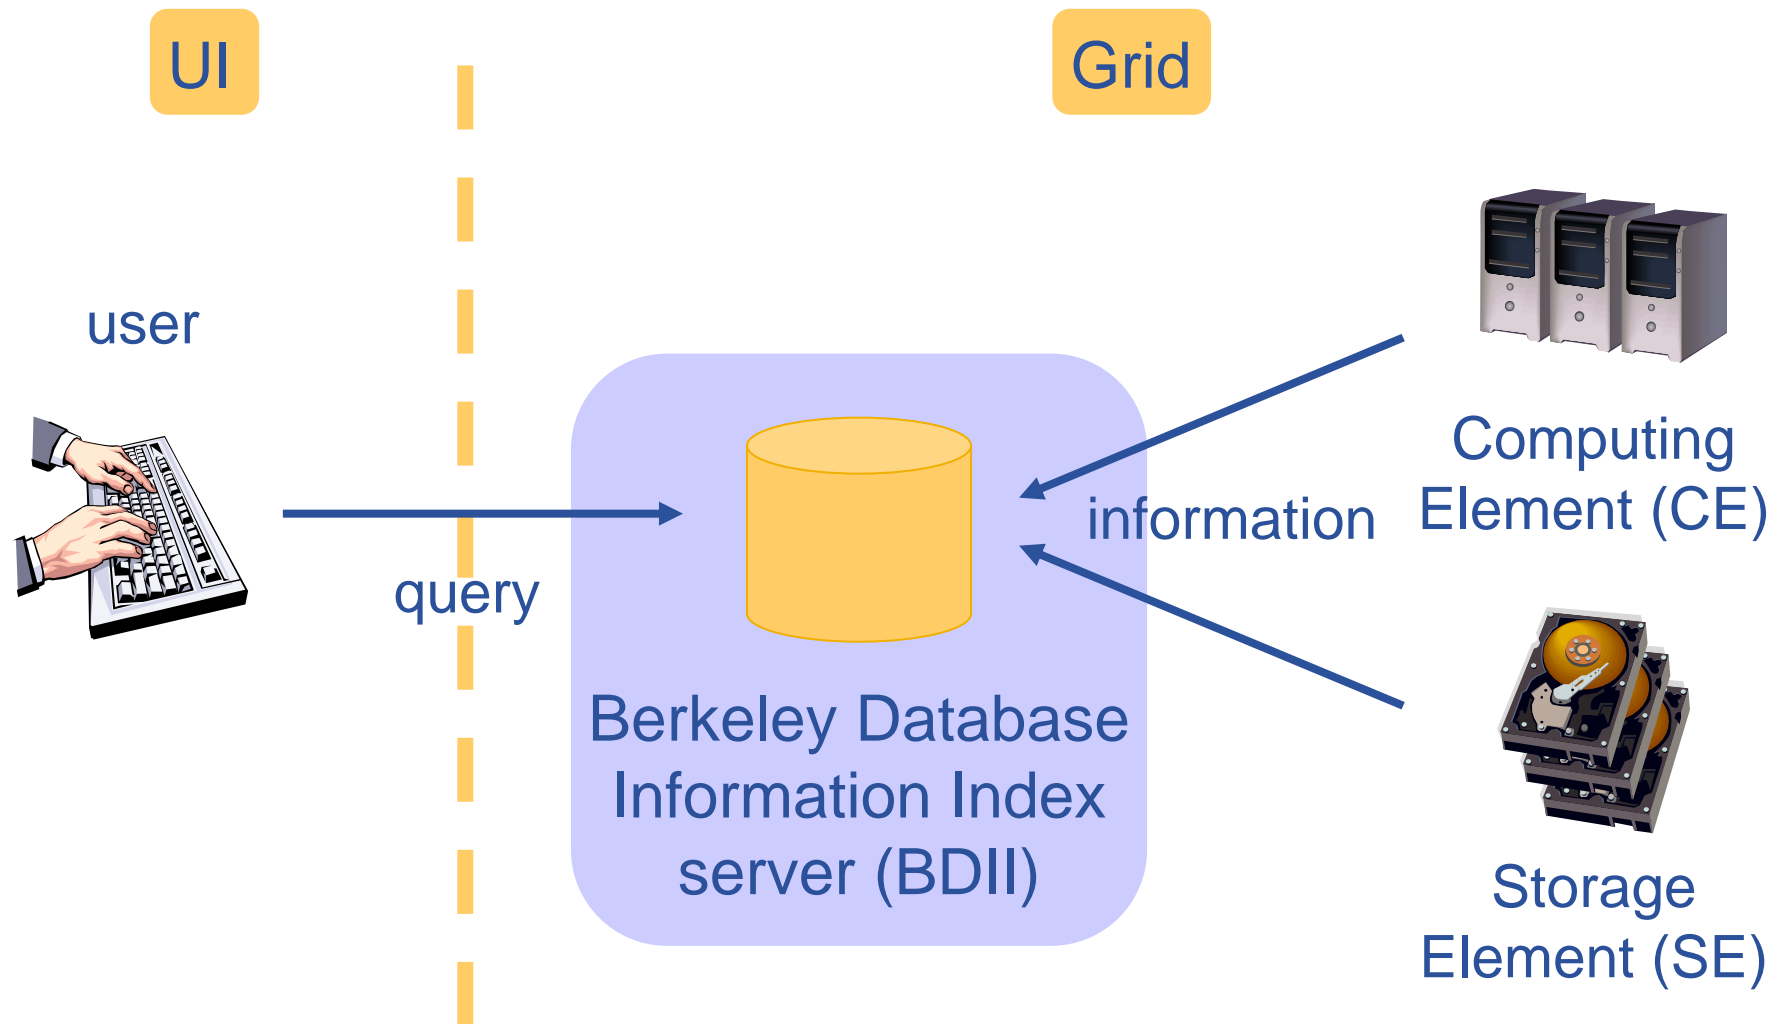 UI
Grid
user
query
information
Berkeley Database
Information Index
server (BDII)
Computing
Element (CE)
Storage
Element (SE)